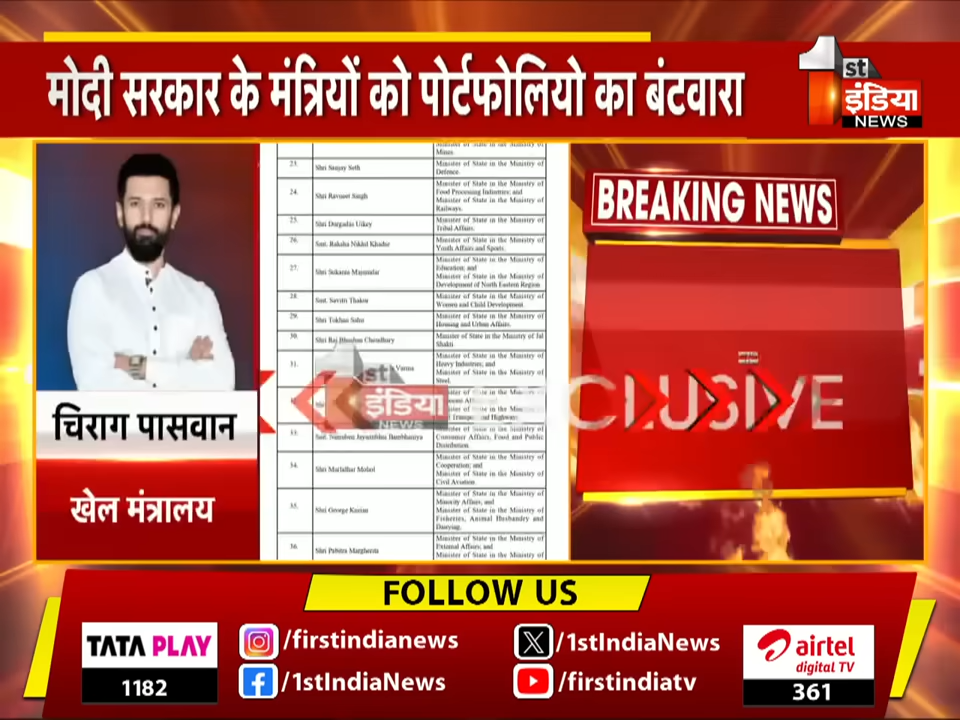 मोदी सरकार के मंत्रियों को पोर्टफोलियो का बंटवारा
1st
इंडिया
NEWS
चिराग पासवान
खेल मंत्रालय
Mines.
23. Shri Sanjay Seth Minister of State in the Ministry of
Defence.
24. Shri Ravneet Singh Minister of State in the Ministry of
Food Processing Industries; and
Minister of State in the Ministry of
Railways.
25. Shri Durgadas Uikey Minister of State in the Ministry of
Tribal Affairs.
26. Smt. Raksha Nikhil Khadse Minister of State in the Ministry of
Youth Affairs and Sports.
27. Shri Sukanta Majumdar Minister of State in the Ministry of
Education; and
Minister of State in the Ministry of
Development of North Eastern Region
28. Smt. Savitri Thakur Minister of State in the Ministry of
Women and Child Development
29. Shri Tokhan Sahu Minister of State in the Ministry of
Housing and Urban Affairs.
30. Shri Raj Bhushan Choudhary Minister of State in the Ministry of Jal
Shakti
31. Varma Minister of State in the Ministry of
Heavy Industries; and
Minister of State in the Ministry of
Steel.
33. Consumer Affairs, Food and Public
Distribution.
34. Shri Murlidhar Mohol Minister of State in the Ministry of
Cooperation; and
Minister of State in the Ministry of
Civil Aviation.
35. Shri George Kurian Minister of State in the Ministry of
Minority Affairs; and
Minister of State in the Ministry of
Fisheries, Animal Husbandry and
Dairying.
36. Shri Pabitra Margherita Minister of State in the Ministry of
External Affairs; and
Minister of State in the Ministry of
1st
इंडिया
NEWS
BREAKING NEWS
FOLLOW US
TATA PLAY
1182
/firstindianews
/1stIndiaNews
/1stIndiaNews
/firstindiatv
airtel
digital TV
361